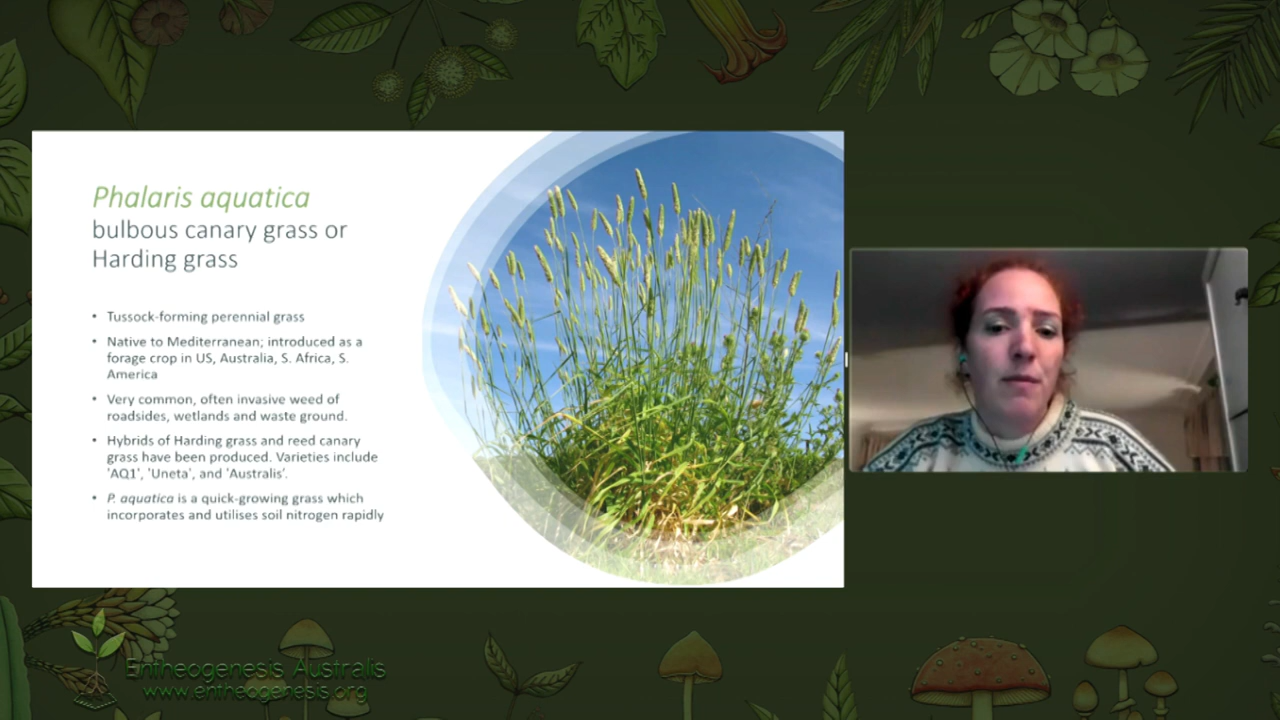 Phalaris aquatica
bulbous canary grass or
Harding grass
• Tussock-forming perennial grass
• Native to Mediterranean; introduced as a
forage crop in US, Australia, S. Africa, S.
America
• Very common, often invasive weed of
roadsides, wetlands and waste ground.
• Hybrids of Harding grass and reed canary
grass have been produced. Varieties include
'AQ1', 'Uneta', and 'Australis'.
• P. aquatica is a quick-growing grass which
incorporates and utilises soil nitrogen rapidly
Entheogenesis Australis
www.entheogenesis.org